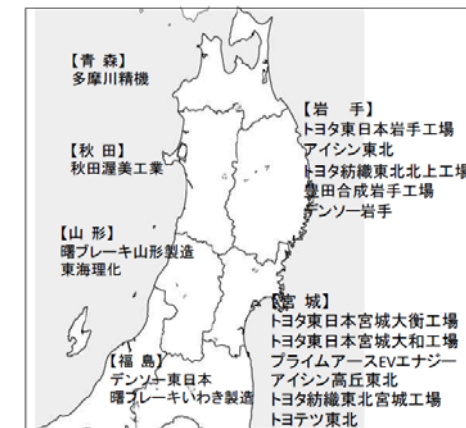 【青 森】
多摩川精機
【岩 手】
トヨタ東日本岩手工場
アイシン東北
トヨタ紡織東北北上工場
豊田合成岩手工場
デンソー岩手
【秋 田】
秋田渥美工業
【山 形】
曙ブレーキ山形製造
東海理化
【宮 城】
トヨタ東日本宮城大衡工場
トヨタ東日本宮城大和工場
プライムアースEVエナジー
アイシン高丘東北
トヨタ紡織東北宮城工場
トヨテツ東北
【福 島】
デンソー東日本
曙ブレーキいわき製造